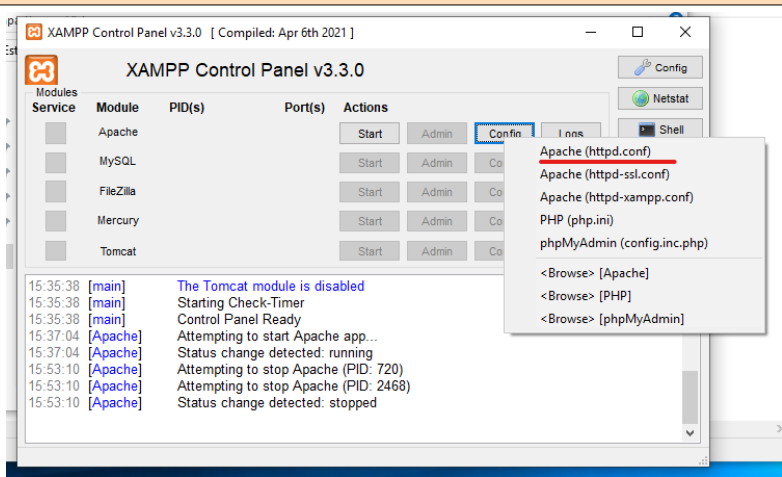 XAMPP Control Panel v3.3.0 [ Compiled: Apr 6th 2021 ]
XAMPP Control Panel v3.3.0
Config
Modules
Service Module PID(s) Port(s) Actions
Netstat
Apache Start Admin Config Logs
Shell
MySQL Start Admin Co
FileZilla Start Admin Co
Mercury Start Admin Co
Tomcat Start Admin Co
Apache (httpd.conf)
Apache (httpd-ssl.conf)
Apache (httpd-xampp.conf)
PHP (php.ini)
phpMyAdmin (config.inc.php)
<Browse> [Apache]
<Browse> [PHP]
<Browse> [phpMyAdmin]
15:35:38 [main] The Tomcat module is disabled
15:35:38 [main] Starting Check-Timer
15:35:38 [main] Control Panel Ready
15:37:04 [Apache] Attempting to start Apache app...
15:37:04 [Apache] Status change detected: running
15:53:10 [Apache] Attempting to stop Apache (PID: 720)
15:53:10 [Apache] Attempting to stop Apache (PID: 2468)
15:53:10 [Apache] Status change detected: stopped